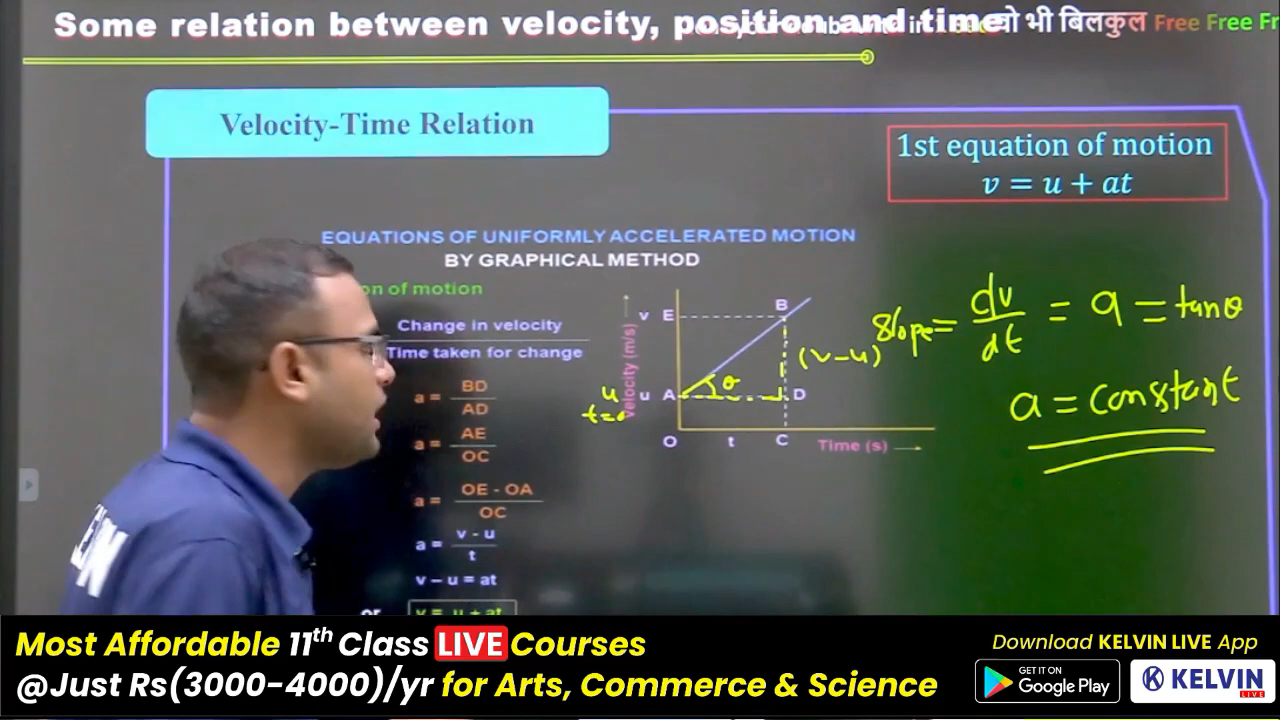 Some relation between velocity, position and time
वो भी बिलकुल Free Free Fr
Velocity-Time Relation
1st equation of motion
v = u + at
EQUATIONS OF UNIFORMLY ACCELERATED MOTION
BY GRAPHICAL METHOD
on of motion
Change in velocity
Time taken for change
a = BD
AD
a = AE
OC
a = OE - OA
OC
a = v - u
t
v – u = at
or v = u + at
v E B
Velocity (m/s)
u A D
O t C Time (s)
u
t=0
θ
(v-u)
Slope = dv/dt = a = tanθ
a = constant
Most Affordable 11th Class LIVE Courses
@Just Rs(3000-4000)/yr for Arts, Commerce & Science
Download KELVIN LIVE App
GET IT ON
Google Play
KELVIN
LIVE